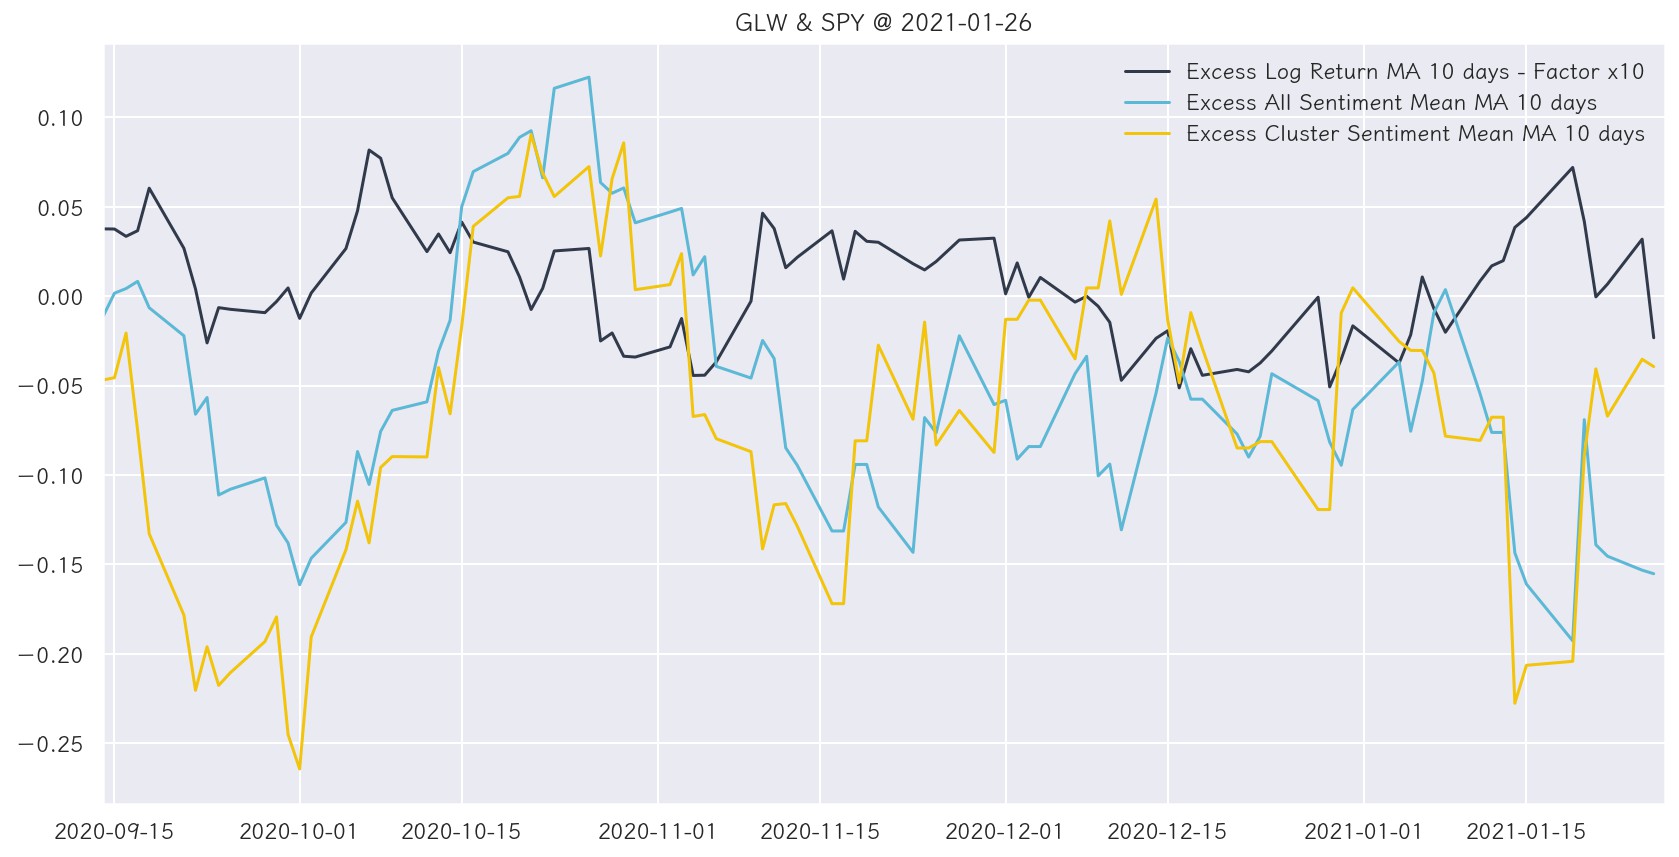 GLW & SPY @ 2021-01-26
Excess Log Return MA 10 days - Factor x10
Excess All Sentiment Mean MA 10 days
Excess Cluster Sentiment Mean MA 10 days
0.10
0.05
0.00
−0.05
−0.10
−0.15
−0.20
−0.25
2020-09-15 2020-10-01 2020-10-15 2020-11-01 2020-11-15 2020-12-01 2020-12-15 2021-01-01 2021-01-15